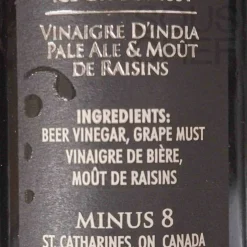 VINAIGRE D'INDIA
PALE ALE & MOÛT
DE RAISINS
INGREDIENTS:
BEER VINEGAR, GRAPE MUST
VINAIGRE DE BIÈRE,
MOÛT DE RAISINS
MINUS 8
ST. CATHARINES, ON, CANADA